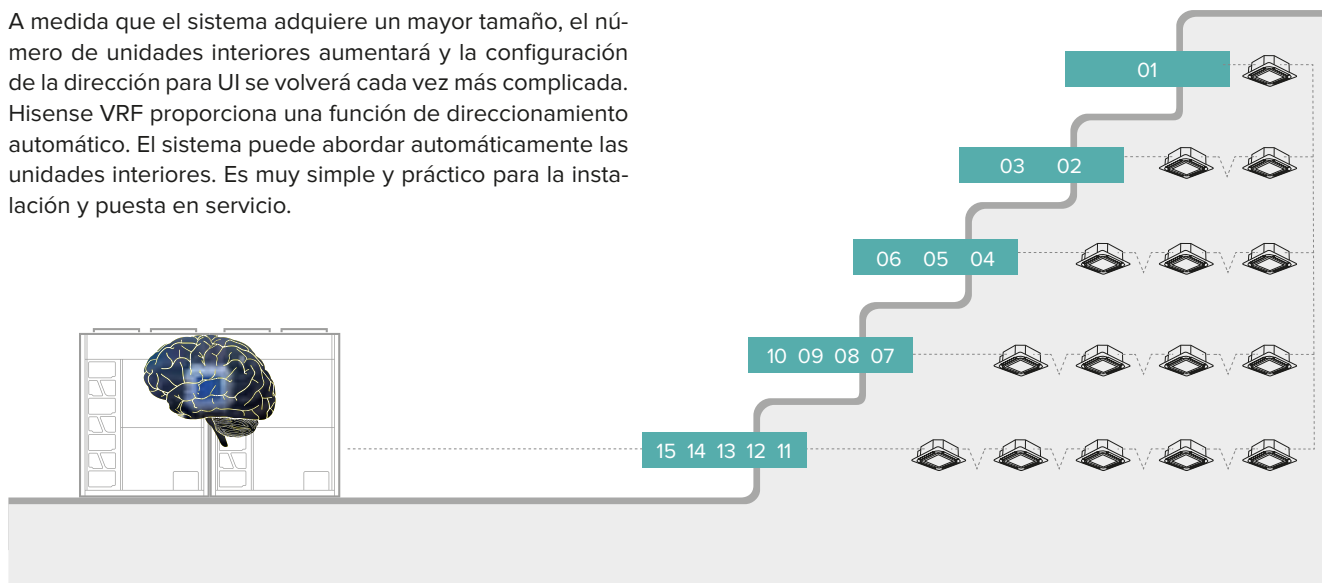 A medida que el sistema adquiere un mayor tamaño, el nú-
mero de unidades interiores aumentará y la configuración
de la dirección para UI se volverá cada vez más complicada.
Hisense VRF proporciona una función de direccionamiento
automático. El sistema puede abordar automáticamente las
unidades interiores. Es muy simple y práctico para la insta-
lación y puesta en servicio.
01
03 02
06 05 04
10 09 08 07
15 14 13 12 11